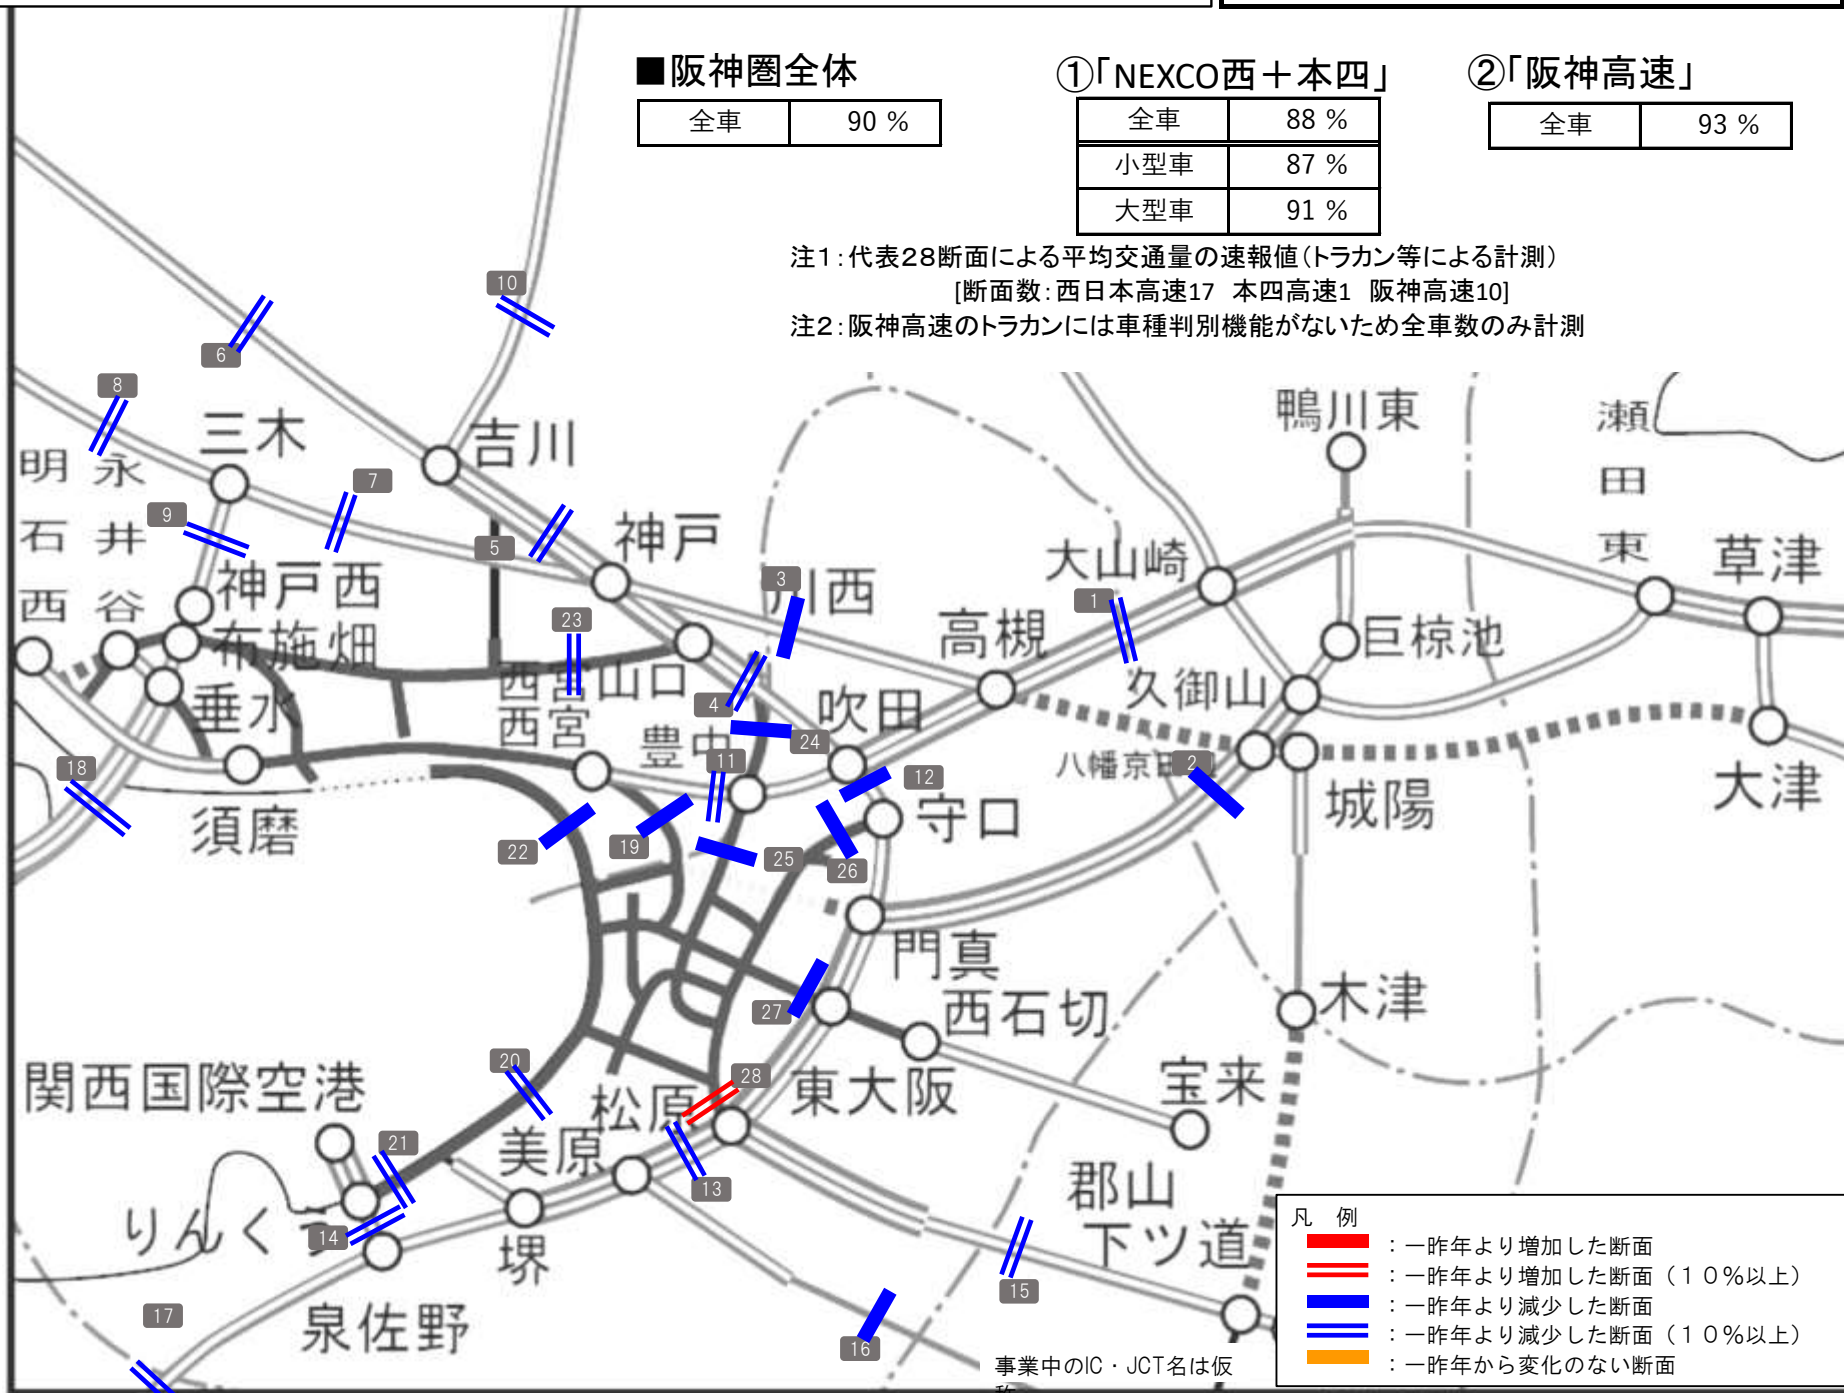 ■阪神圏全体
全車 90 %
①「NEXCO西＋本四」
全車 88 %
小型車 87 %
大型車 91 %
②「阪神高速」
全車 93 %
注１：代表２８断面による平均交通量の速報値（トラカン等による計測）
[断面数：西日本高速17 本四高速1 阪神高速10]
注２：阪神高速のトラカンには車種判別機能がないため全車数のみ計測
10
6
8
三木
吉川
鴨川東
瀬田東
明石西
永井谷
7
9
5
神戸
大山崎
草津
神戸西
3
川西
1
布施畑
23
高槻
巨椋池
西宮山口
久御山
垂水
4
吹田
西宮
豊中
24
11
八幡京田
2
18
12
大津
須磨
守口
城陽
22
19
25
26
門真
木津
27
西石切
20
関西国際空港
松原
28
東大阪
宝来
21
美原
13
郡山下ツ道
りんくう
14
堺
15
17
泉佐野
16
事業中のIC・JCT名は仮
称
凡 例
：一昨年より増加した断面
：一昨年より増加した断面（１０％以上）
：一昨年より減少した断面
：一昨年より減少した断面（１０％以上）
：一昨年から変化のない断面